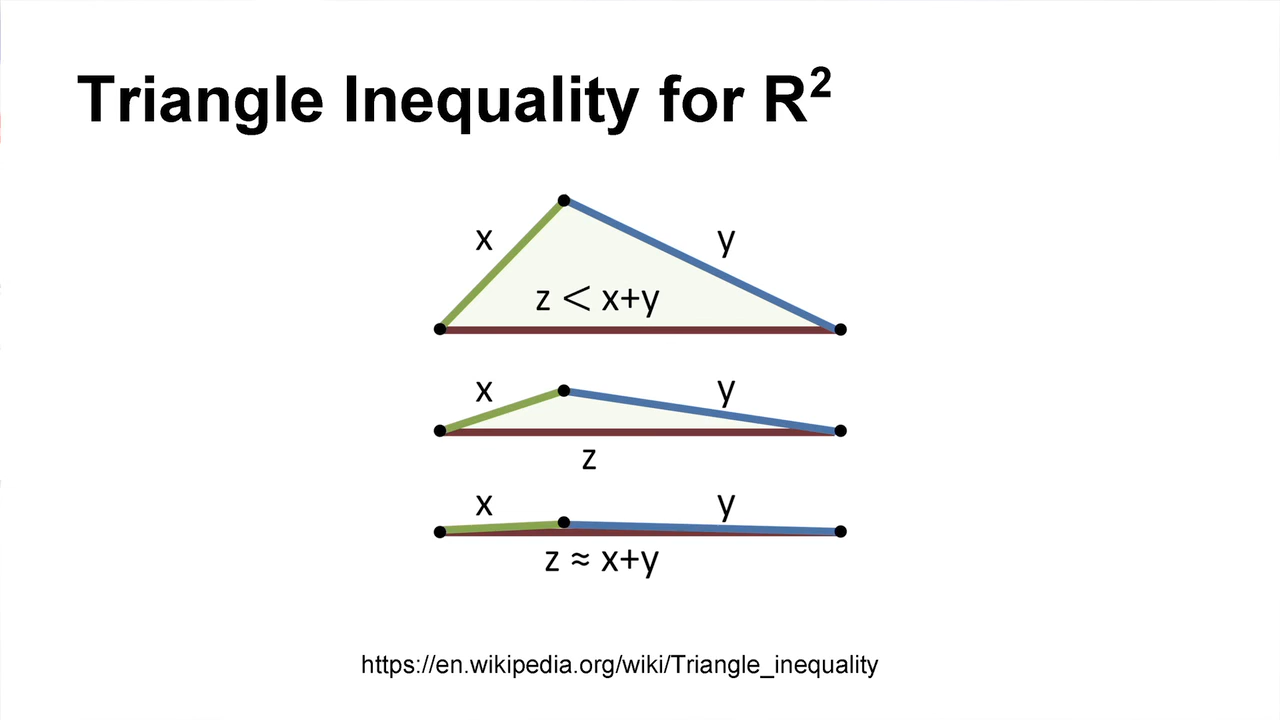 Triangle Inequality for R²
x
y
z < x+y
x
y
z
x
y
z ≈ x+y
https://en.wikipedia.org/wiki/Triangle_inequality